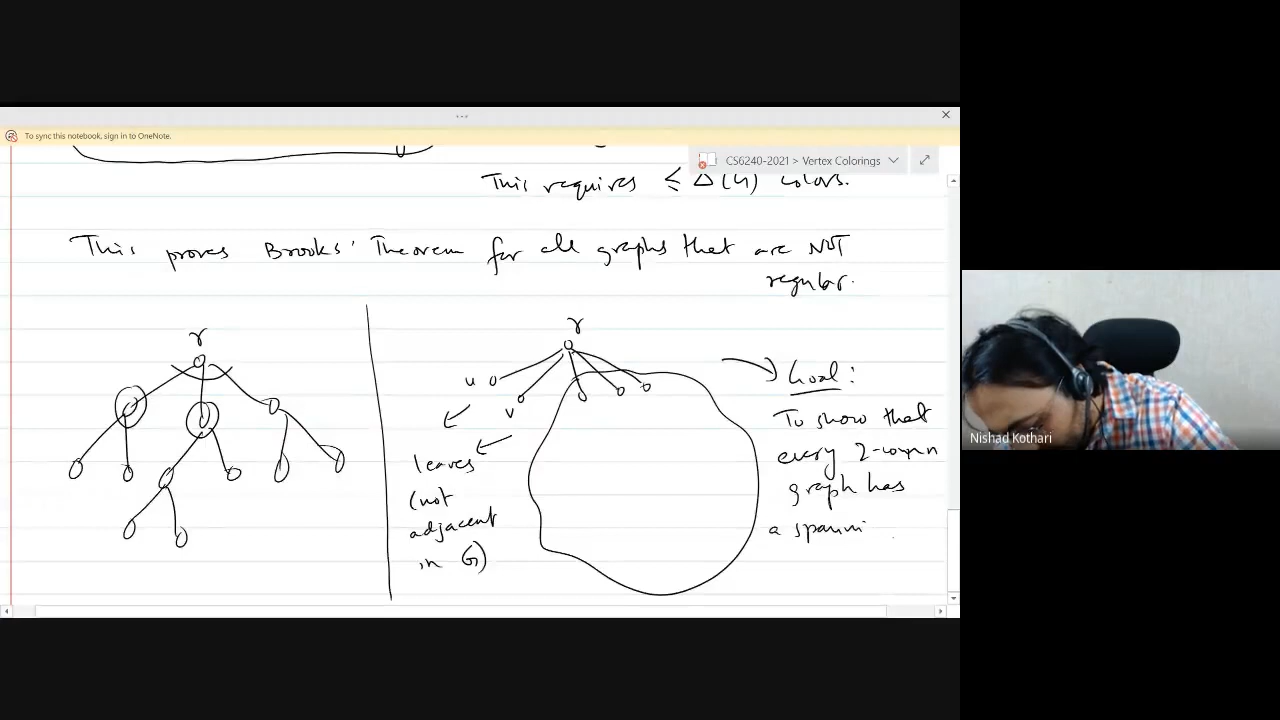 To sync this notebook, sign in to OneNote.
CS6240-2021 > Vertex Colorings
This requires ≤ Δ(G) colors.
This proves Brooks' Theorem for all graphs that are NOT
regular.
r
r
u
v
leaves
(not
adjacent
in G)
Goal:
To show that
every 2-conn
graph has
a spanni
Nishad Kothari